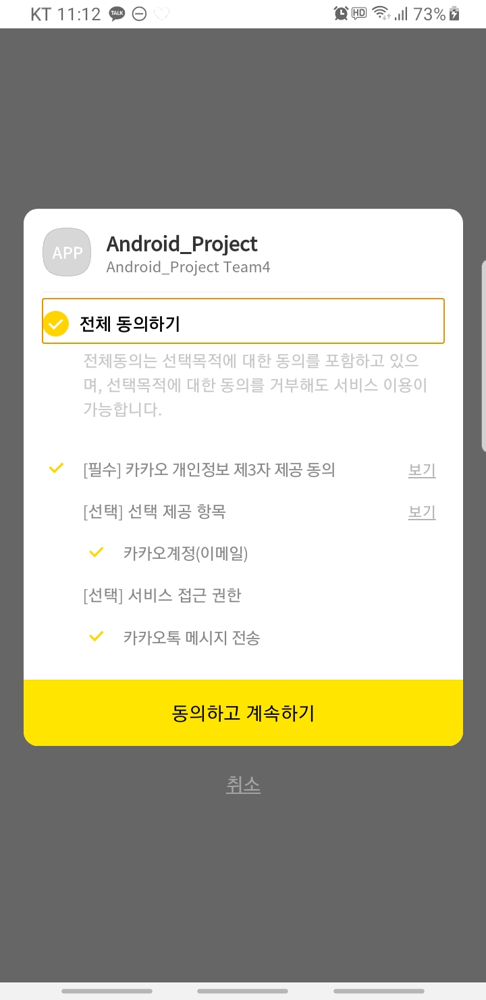 KT 11:12 TALK HD 73%
APP
Android_Project
Android_Project Team4
전체 동의하기
전체동의는 선택목적에 대한 동의를 포함하고 있으
며, 선택목적에 대한 동의를 거부해도 서비스 이용이
가능합니다.
[필수] 카카오 개인정보 제3자 제공 동의 보기
[선택] 선택 제공 항목 보기
카카오계정(이메일)
[선택] 서비스 접근 권한
카카오톡 메시지 전송
동의하고 계속하기
취소